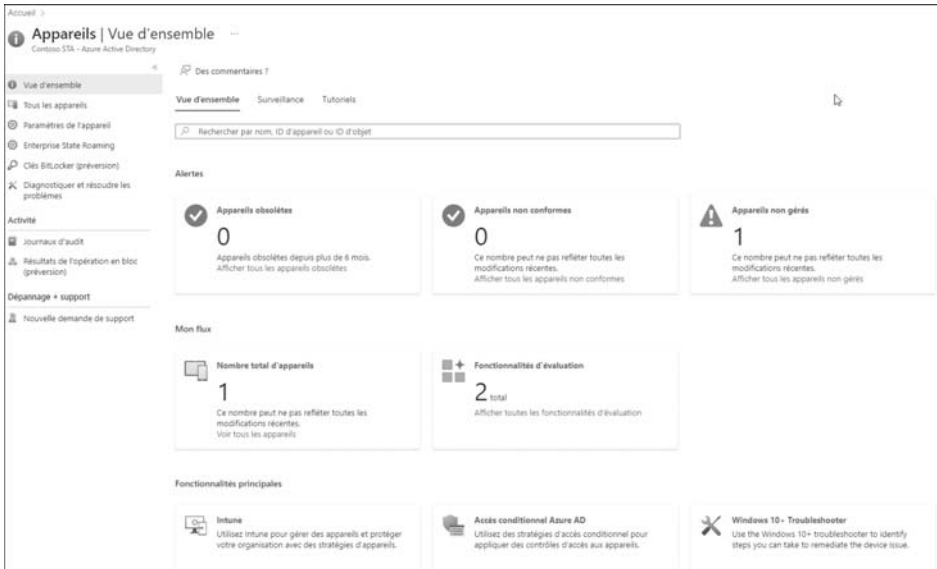 Accueil >
Appareils | Vue d'ensemble ...
Contoso STA - Azure Active Directory
«
Vue d'ensemble
Tous les appareils
Paramètres de l'appareil
Enterprise State Roaming
Clés BitLocker (préversion)
Diagnostiquer et résoudre les
problèmes
Activité
Journaux d'audit
Résultats de l'opération en bloc
(préversion)
Dépannage + support
Nouvelle demande de support
Des commentaires ?
Vue d'ensemble Surveillance Tutoriels
Rechercher par nom, ID d'appareil ou ID d'objet
Alertes
Appareils obsolètes
0
Appareils obsolètes depuis plus de 6 mois.
Afficher tous les appareils obsolètes
Appareils non conformes
0
Ce nombre peut ne pas refléter toutes les
modifications récentes.
Afficher tous les appareils non conformes
Appareils non gérés
1
Ce nombre peut ne pas refléter toutes les
modifications récentes.
Afficher tous les appareils non gérés
Mon flux
Nombre total d'appareils
1
Ce nombre peut ne pas refléter toutes les
modifications récentes.
Voir tous les appareils
Fonctionnalités d'évaluation
2 total
Afficher toutes les fonctionnalités d'évaluation
Fonctionnalités principales
Intune
Utilisez Intune pour gérer des appareils et protéger
votre organisation avec des stratégies d'appareils.
Accès conditionnel Azure AD
Utilisez des stratégies d'accès conditionnel pour
appliquer des contrôles d'accès aux appareils.
Windows 10+ Troubleshooter
Use the Windows 10+ troubleshooter to identify
steps you can take to remediate the device issue.